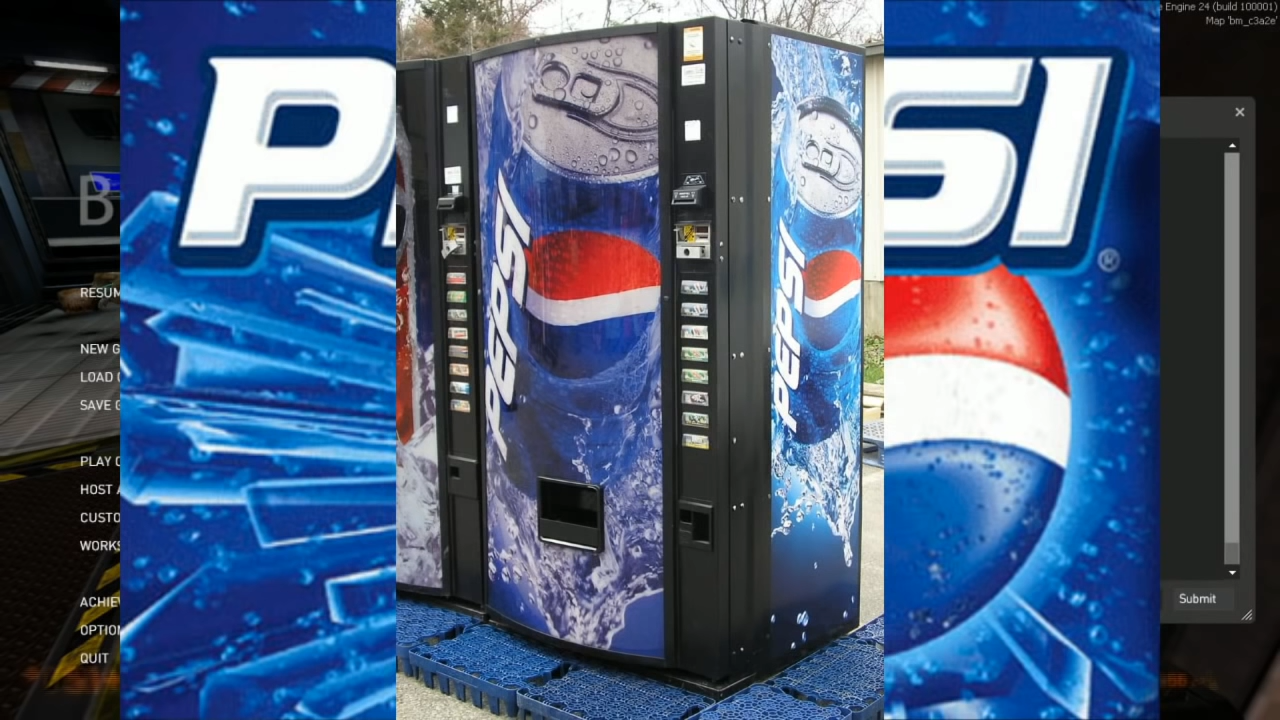 e Engine 24 (build 100001)
Map 'bm_c3a2e'
P
SI
®
B
PEPSI
PEPSI
RESUM
NEW G
LOAD
SAVE G
PLAY
HOST A
CUSTO
WORKS
ACHIE
OPTIO
QUIT
Submit